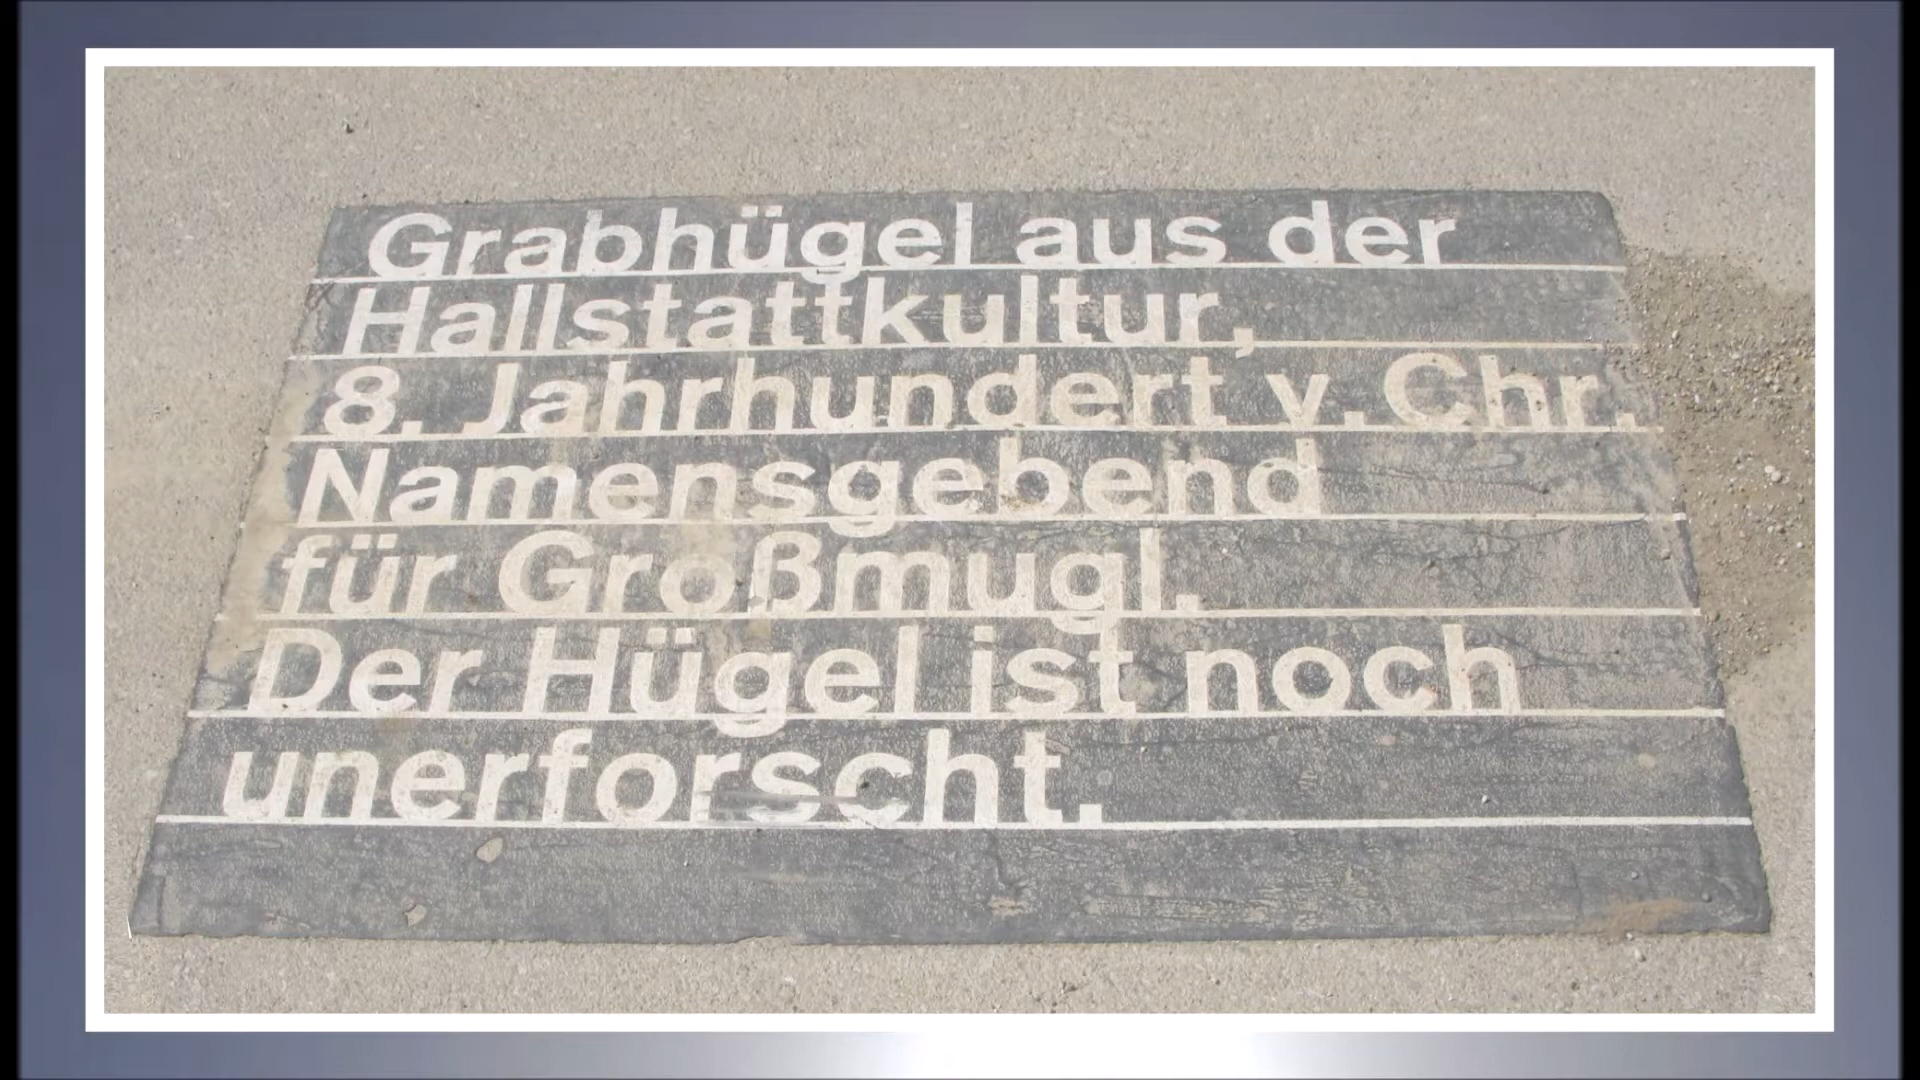 Grabhügel aus der
Hallstattkultur,
8. Jahrhundert v. Chr.
Namensgebend
für Großmugl.
Der Hügel ist noch
unerforscht.